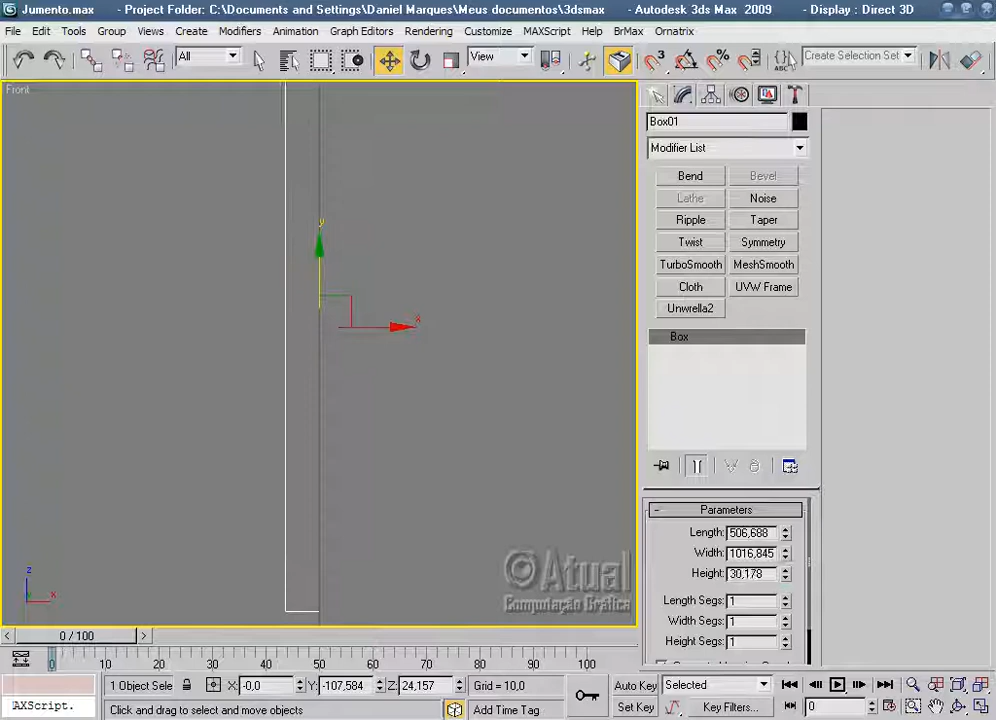 Jumento.max - Project Folder: C:\Documents and Settings\Daniel Marques\Meus documentos\3dsmax - Autodesk 3ds Max 2009 - Display : Direct 3D
File Edit Tools Group Views Create Modifiers Animation Graph Editors Rendering Customize MAXScript Help BrMax Ornatrix
All View Create Selection Set
Front
Box01
Modifier List
Bend Bevel
Lathe Noise
Ripple Taper
Twist Symmetry
TurboSmooth MeshSmooth
Cloth UVW Frame
Unwrella2
Box
y
x
- Parameters
Length: 506,688
Width: 1016,845
Height: 30,178
Length Segs: 1
Width Segs: 1
Height Segs: 1
z
x
©Atual
Computação Gráfica
< 0 / 100 >
0 10 20 30 40 50 60 70 80 90 100
1 Object Sele X: -0,0 Y: -107,584 Z: 24,157 Grid = 10,0 Auto Key Selected
AXScript. Click and drag to select and move objects Add Time Tag Set Key Key Filters... 0